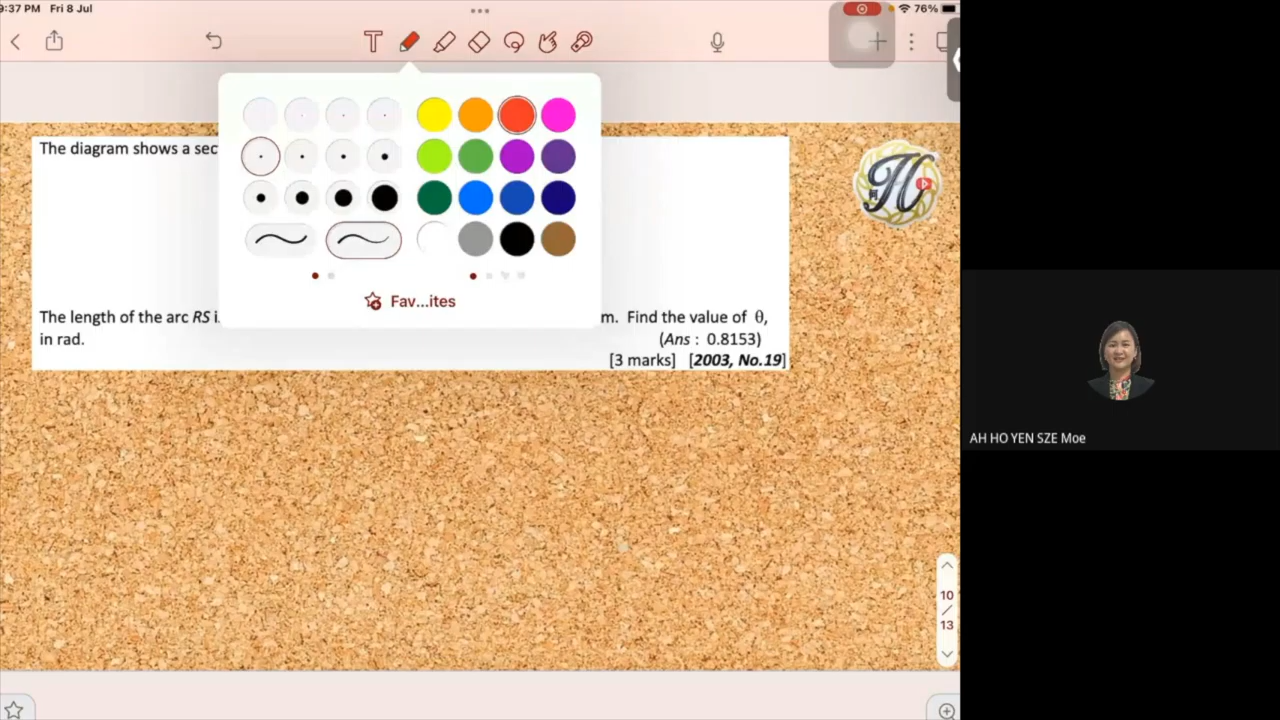 9:37 PM Fri 8 Jul
76%
The diagram shows a sec
The length of the arc RS i
m. Find the value of θ,
in rad.
(Ans : 0.8153)
[3 marks] [2003, No.19]
Fav...ites
10
/
13
AH HO YEN SZE Moe